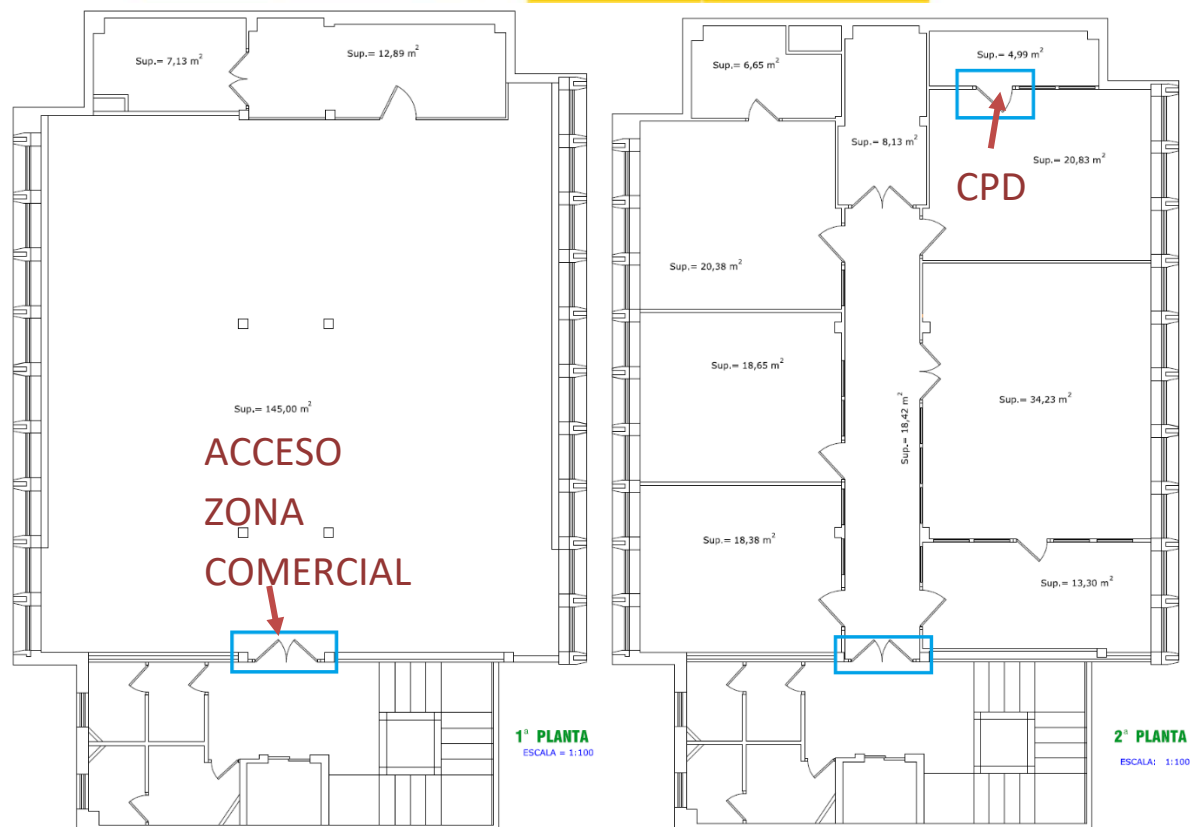 Sup.= 7,13 m²
Sup.= 12,89 m²
Sup.= 145,00 m²
ACCESO
ZONA
COMERCIAL
1ª PLANTA
ESCALA = 1:100
Sup.= 6,65 m²
Sup.= 4,99 m²
Sup.= 8,13 m²
Sup.= 20,83 m²
CPD
Sup.= 20,38 m²
Sup.= 18,65 m²
Sup.= 34,23 m²
Sup.= 18,42 m²
Sup.= 18,38 m²
Sup.= 13,30 m²
2ª PLANTA
ESCALA: 1:100